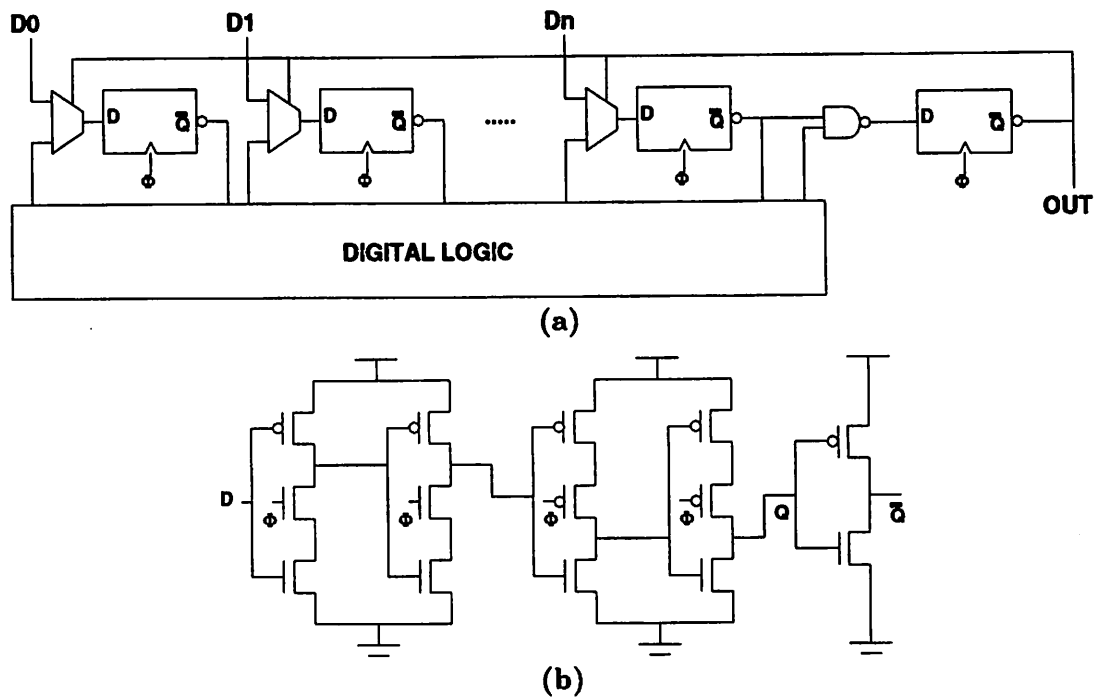 D0 D1 Dn
D Q̅ D Q̅ ..... D Q̅ D Q̅
Φ Φ Φ Φ
OUT
DIGITAL LOGIC
(a)
D Φ Φ Φ Φ Q Q̅
(b)